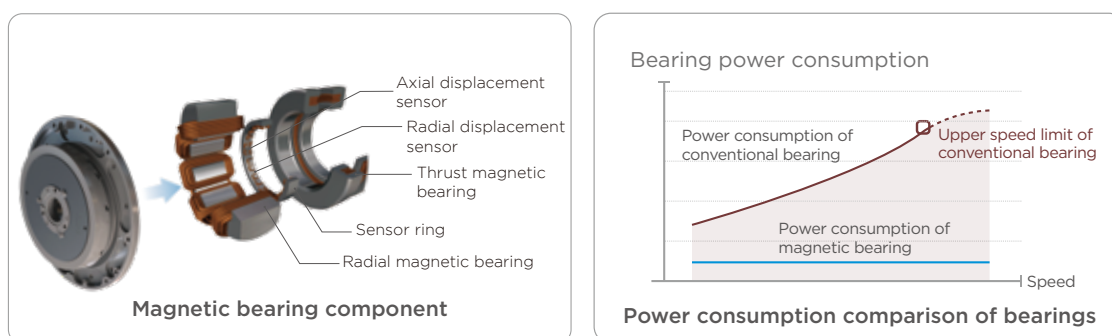 Axial displacement
sensor
Radial displacement
sensor
Thrust magnetic
bearing
Sensor ring
Radial magnetic bearing
Magnetic bearing component
Bearing power consumption
Power consumption of
conventional bearing
Upper speed limit of
conventional bearing
Power consumption of
magnetic bearing
Speed
Power consumption comparison of bearings